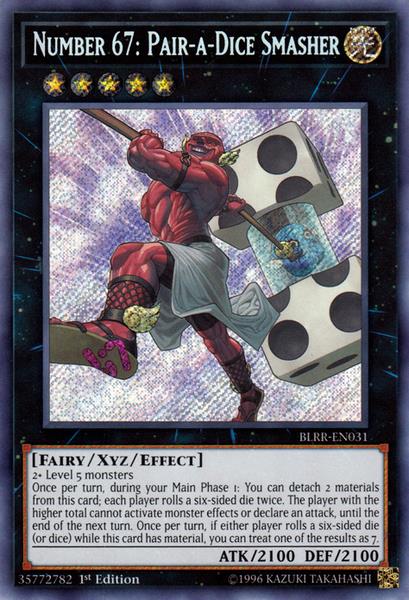 NUMBER 67: PAIR-A-DICE SMASHER
67
BLRR-EN031
[FAIRY/XYZ/EFFECT]
2+ Level 5 monsters
Once per turn, during your Main Phase 1: You can detach 2 materials
from this card; each player rolls a six-sided die twice. The player with the
higher total cannot activate monster effects or declare an attack, until the
end of the next turn. Once per turn, if either player rolls a six-sided die
(or dice) while this card has material, you can treat one of the results as 7.
ATK/2100 DEF/2100
35772782 1st Edition ©1996 KAZUKI TAKAHASHI